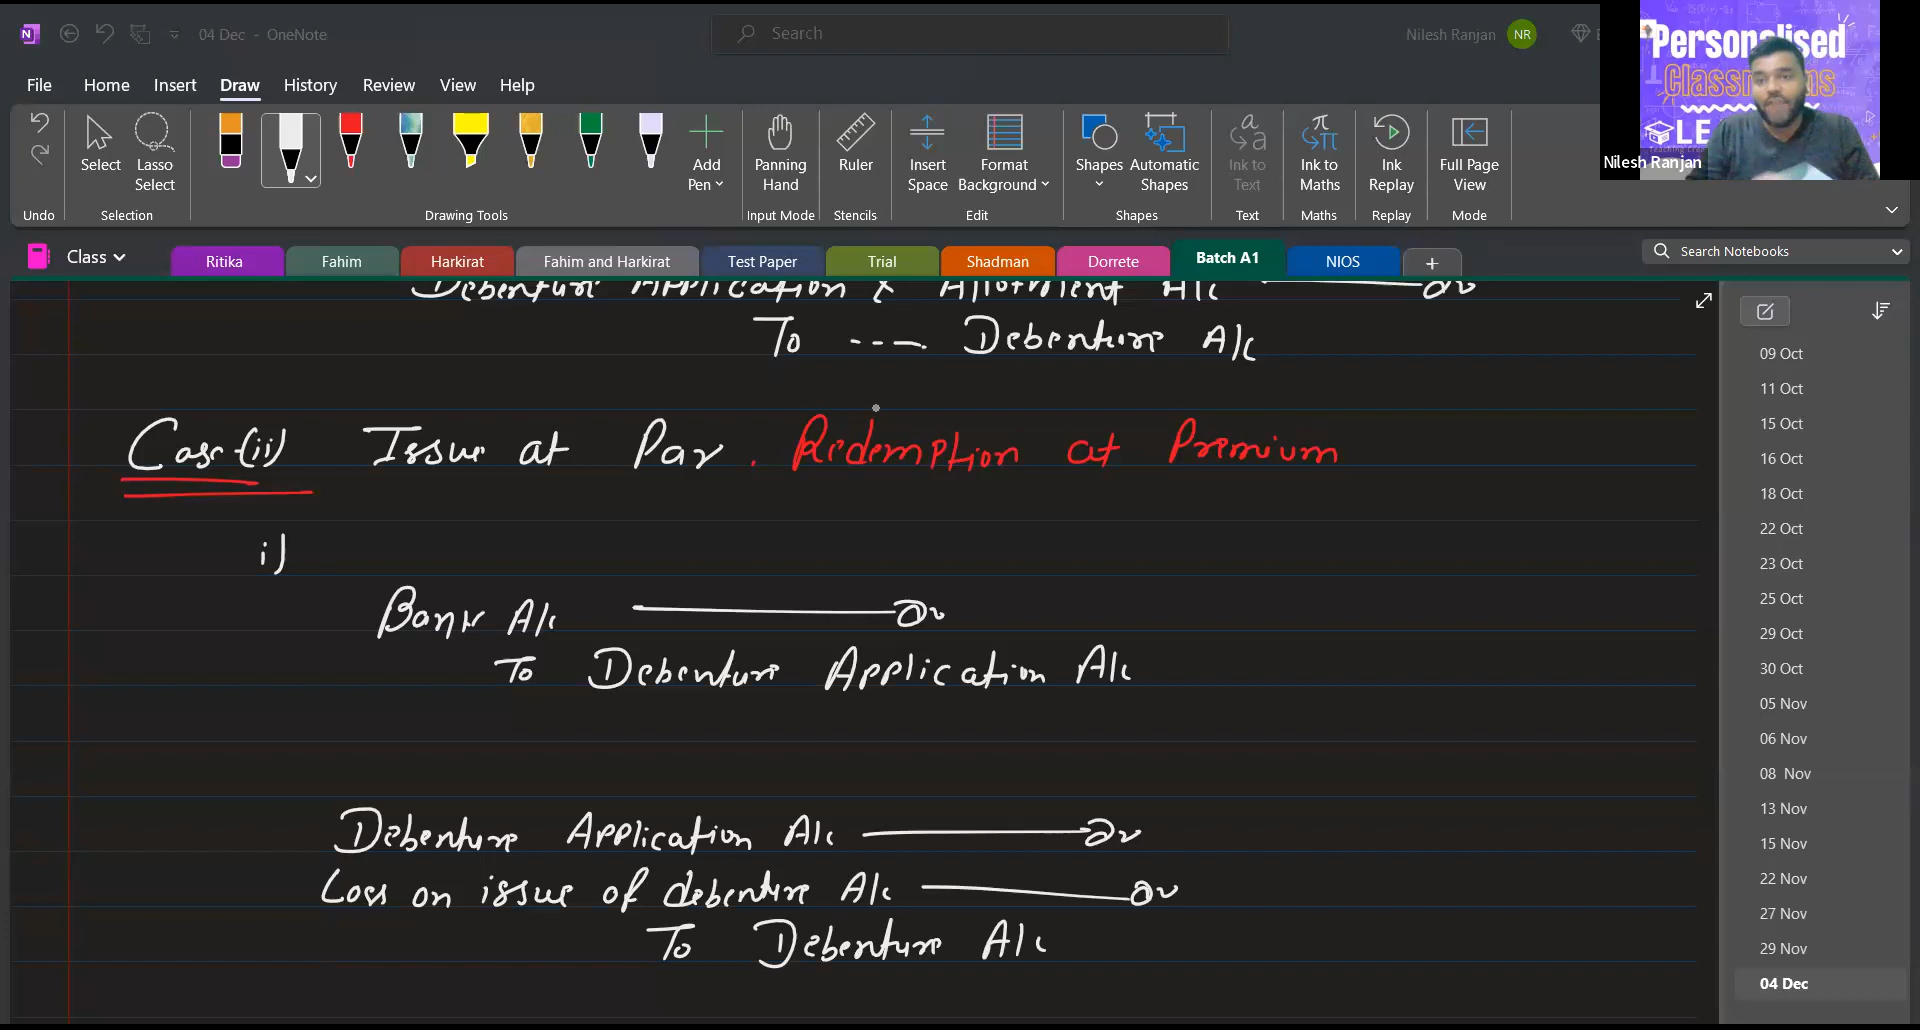 04 Dec - OneNote
Search
Nilesh Ranjan NR
Personalised
Classrooms
LE
Nilesh Ranjan
File Home Insert Draw History Review View Help
Select
Lasso Select
Add Pen
Panning Hand
Ruler
Insert Space
Format Background
Shapes
Automatic Shapes
Ink to Text
Ink to Maths
Ink Replay
Full Page View
Undo Selection Drawing Tools Input Mode Stencils Edit Shapes Text Maths Replay Mode
Class Ritika Fahim Harkirat Fahim and Harkirat Test Paper Trial Shadman Dorrete Batch A1 NIOS + Search Notebooks
Debenture Application & Allotment A/c Dr
To ---- Debenture A/c
Case (ii) Issue at Par. Redemption at Premium
i)
Bank A/c Dr
To Debenture Application A/c
Debenture Application A/c Dr
Loss on issue of debenture A/c Dr
To Debenture A/c
09 Oct
11 Oct
15 Oct
16 Oct
18 Oct
22 Oct
23 Oct
25 Oct
29 Oct
30 Oct
05 Nov
06 Nov
08 Nov
13 Nov
15 Nov
22 Nov
27 Nov
29 Nov
04 Dec